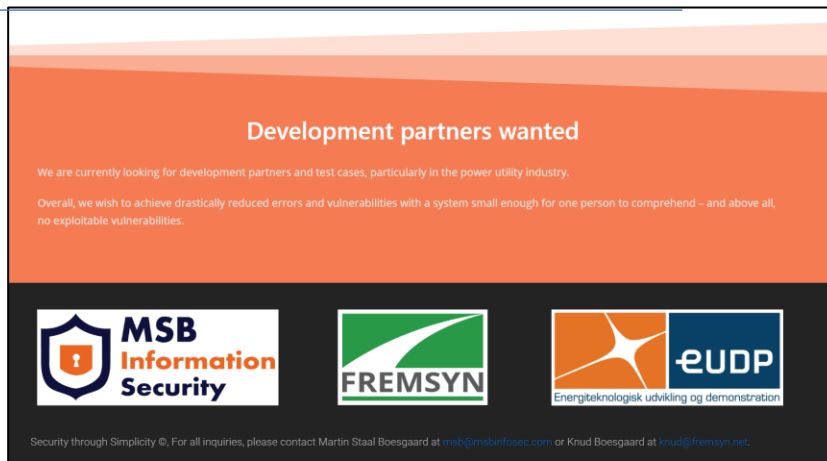 Development partners wanted
We are currently looking for development partners and test cases, particularly in the power utility industry.
Overall, we wish to achieve drastically reduced errors and vulnerabilities with a system small enough for one person to comprehend – and above all,
no exploitable vulnerabilities.
MSB
Information
Security
FREMSYN
eUDP
Energiteknologisk udvikling og demonstration
Security through Simplicity ©, For all inquiries, please contact Martin Staal Boesgaard at msb@msbinfosec.com or Knud Boesgaard at knud@fremsyn.net.